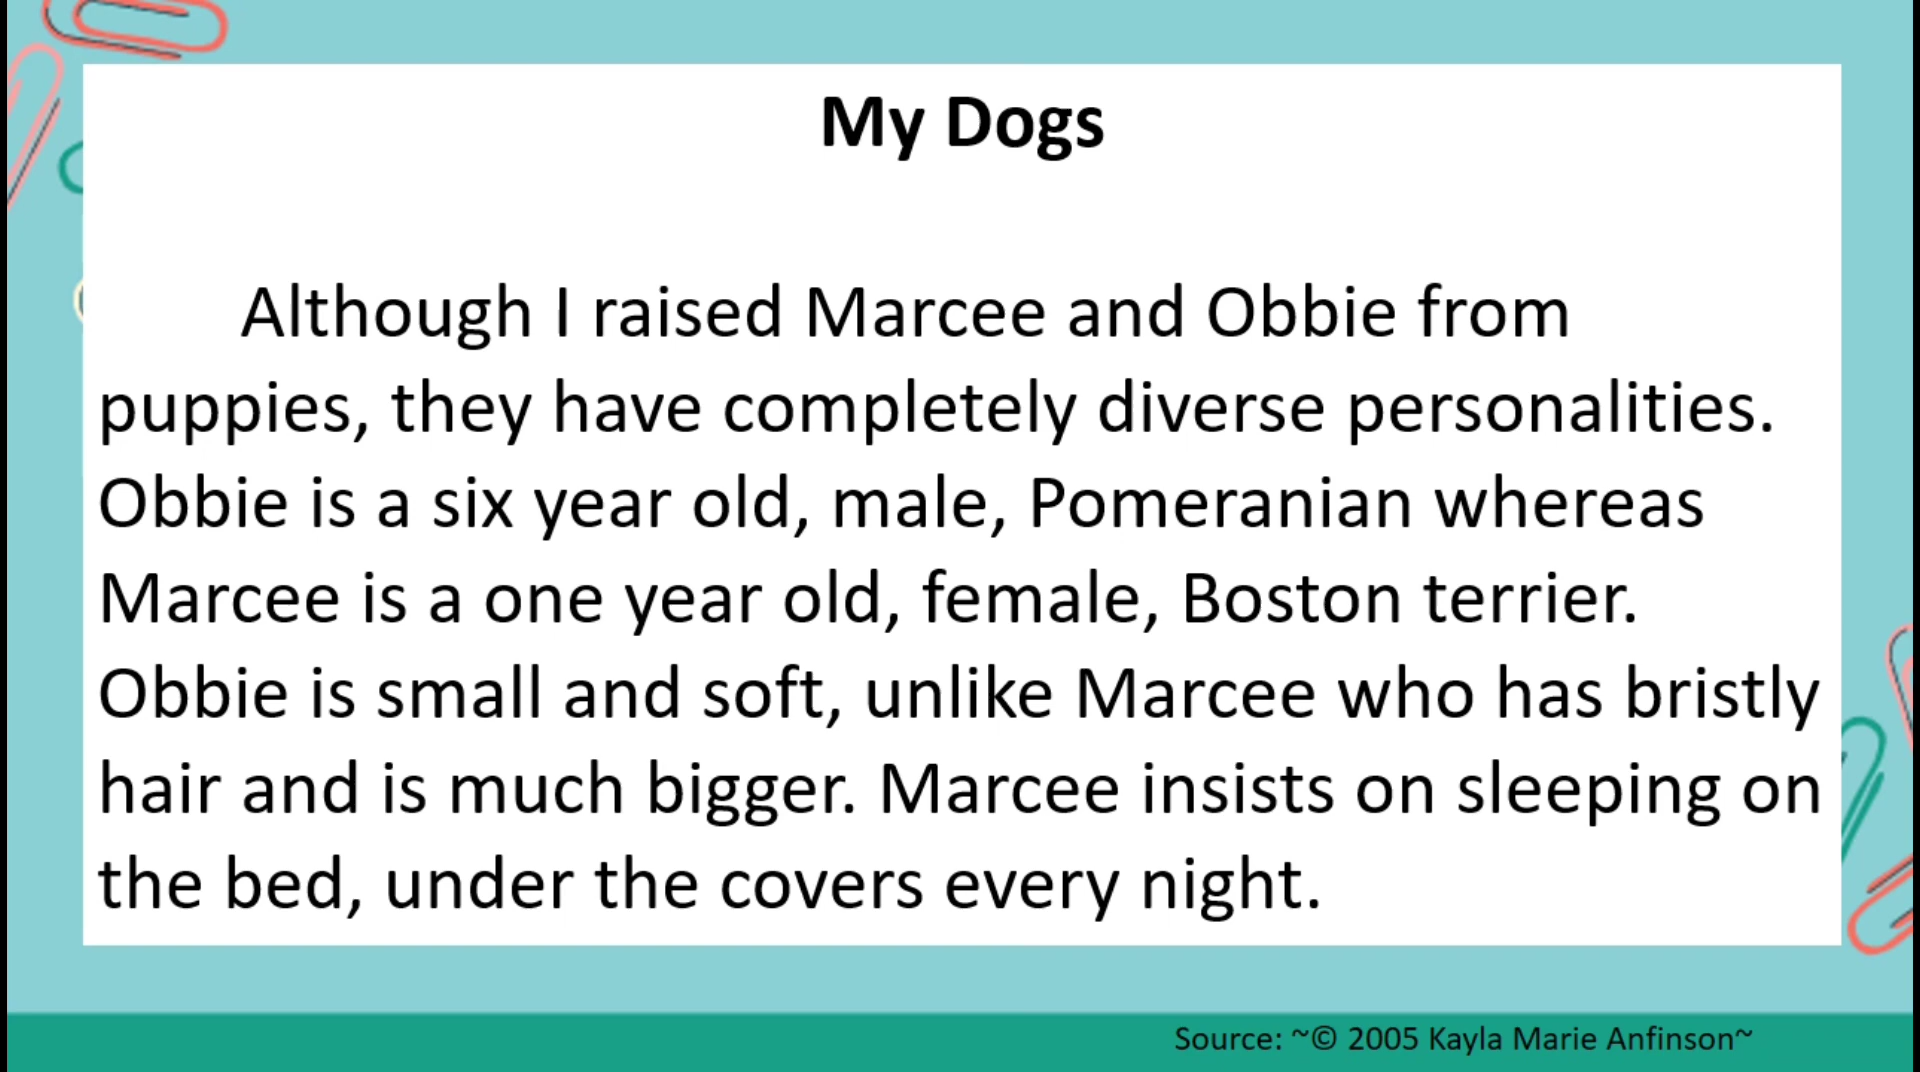 My Dogs
Although I raised Marcee and Obbie from
puppies, they have completely diverse personalities.
Obbie is a six year old, male, Pomeranian whereas
Marcee is a one year old, female, Boston terrier.
Obbie is small and soft, unlike Marcee who has bristly
hair and is much bigger. Marcee insists on sleeping on
the bed, under the covers every night.
Source: ~© 2005 Kayla Marie Anfinson~